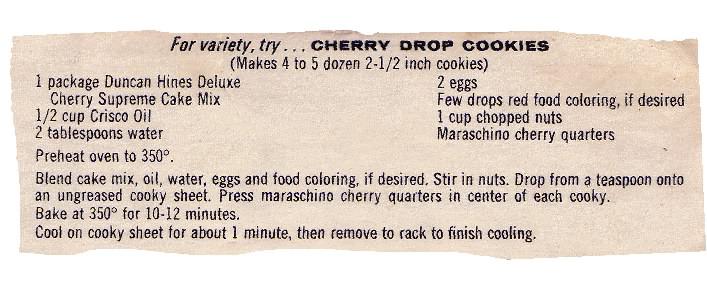 For variety, try... CHERRY DROP COOKIES
(Makes 4 to 5 dozen 2-1/2 inch cookies)
1 package Duncan Hines Deluxe
Cherry Supreme Cake Mix
1/2 cup Crisco Oil
2 tablespoons water
2 eggs
Few drops red food coloring, if desired
1 cup chopped nuts
Maraschino cherry quarters
Preheat oven to 350°.
Blend cake mix, oil, water, eggs and food coloring, if desired. Stir in nuts. Drop from a teaspoon onto
an ungreased cooky sheet. Press maraschino cherry quarters in center of each cooky.
Bake at 350° for 10-12 minutes.
Cool on cooky sheet for about 1 minute, then remove to rack to finish cooling.